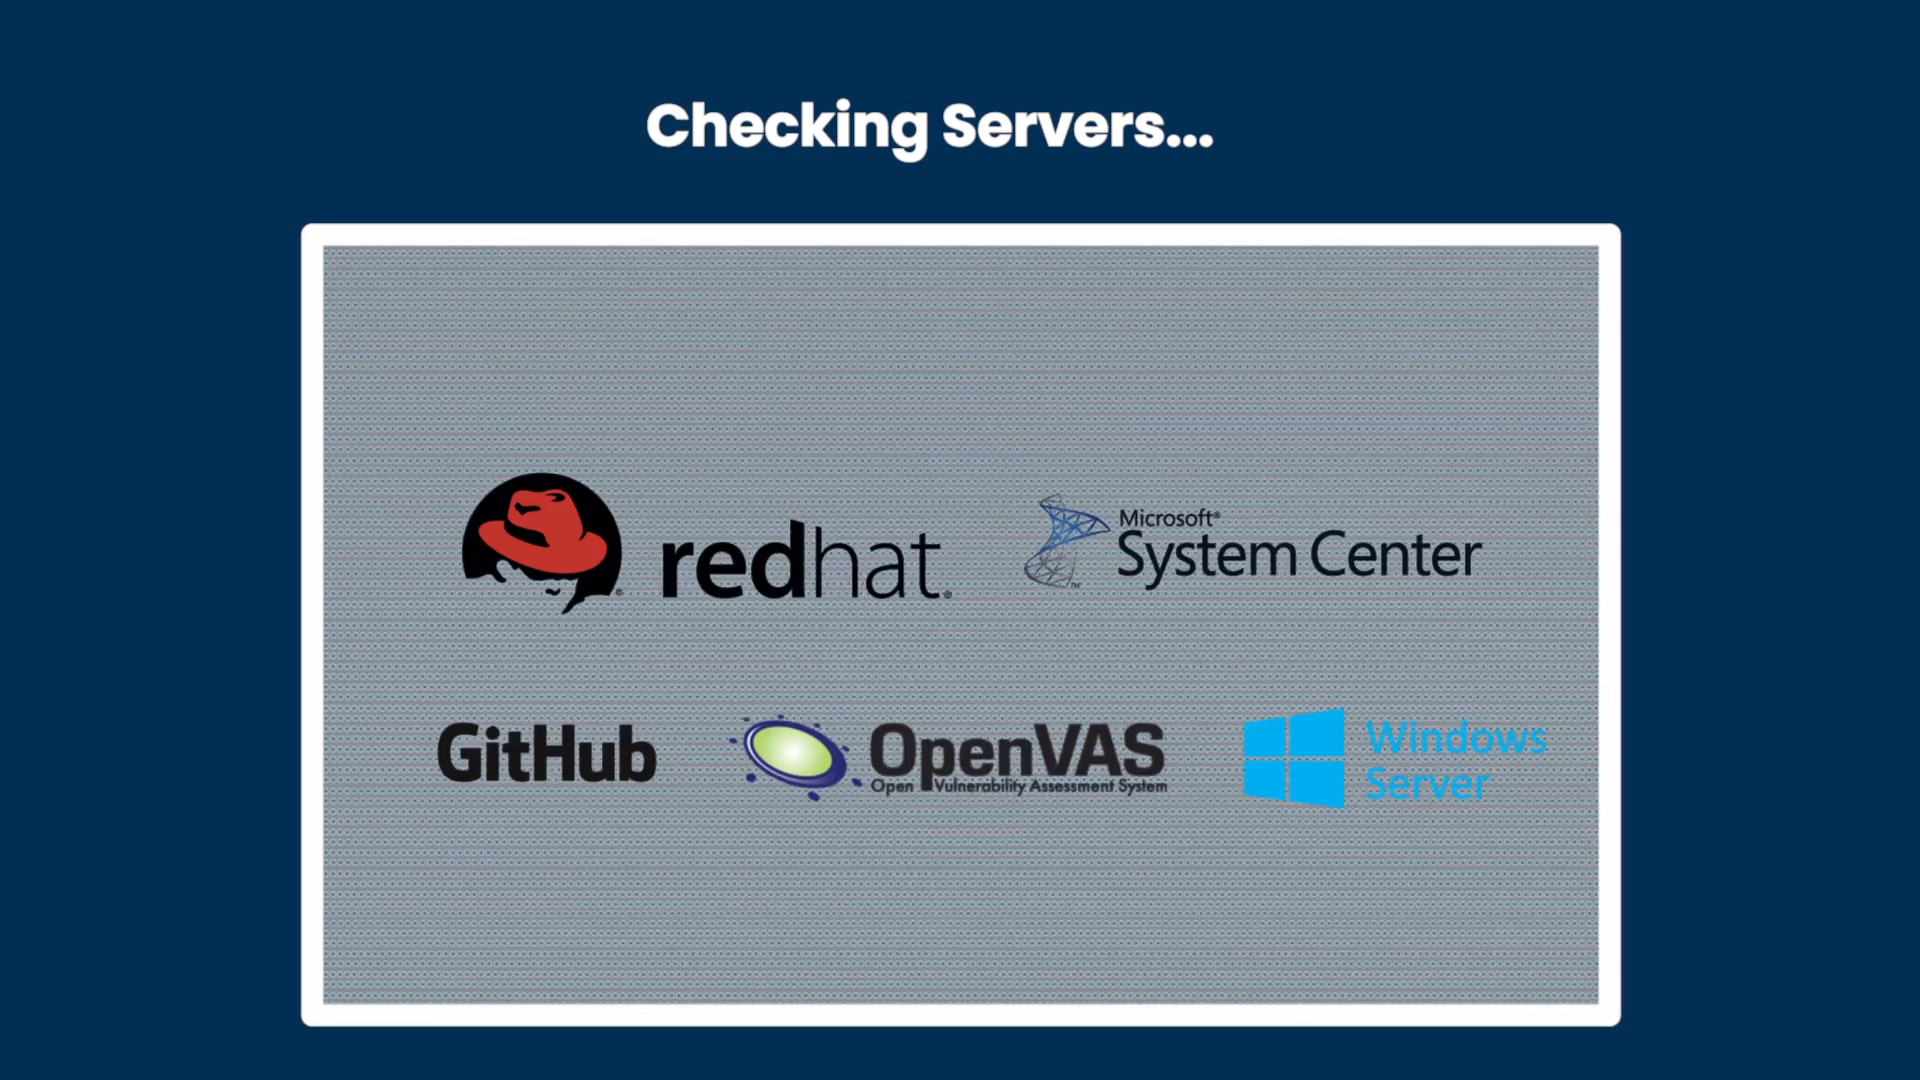 Checking Servers...
redhat.
Microsoft®
System Center
GitHub
OpenVAS
Open Vulnerability Assessment System
Windows
Server